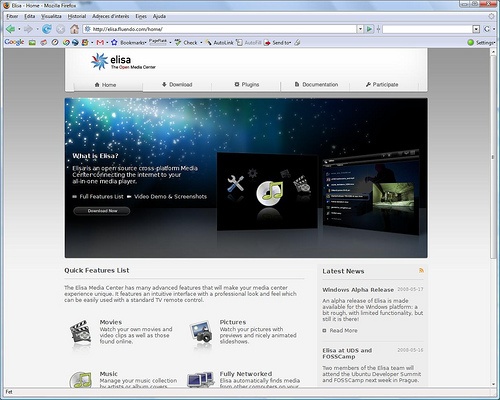 Elisa - Home - Mozilla Firefox
Fitxer Edita Visualitza Historial Adreces d'interès Eines Ajuda
http://elisa.fluendo.com/home/
Google Bookmarks PageRank Check AutoLink AutoFill Send to Settings
elisa
The Open Media Center
Home Download Plugins Documentation Participate
What is Elisa?
Elisa is an open source cross-platform Media
Center connecting the internet to your
all-in-one media player.
Full Features List Video Demo & Screenshots
Download Now
Quick Features List
The Elisa Media Center has many advanced features that will make your media center
experience unique. It features an intuitive interface with a professional look and feel which
can be easily used with a standard TV remote control.
Movies
Watch your own movies and
video clips as well as those
found online.
Pictures
Watch your pictures with
previews and nicely animated
slideshows.
Music
Manage your music collection
by artists or album covers
Fully Networked
Elisa automatically finds media
from other computers on your
Latest News
Windows Alpha Release 2008-05-17
An alpha release of Elisa is made
available for the Windows platform: a
bit rough, with limited functionality, but
still it is there!
Read More
Elisa at UDS and
FOSSCamp
2008-05-16
Two members of the Elisa team will
attend the Ubuntu Developer Summit
and FOSSCamp next week in Prague.
Fet